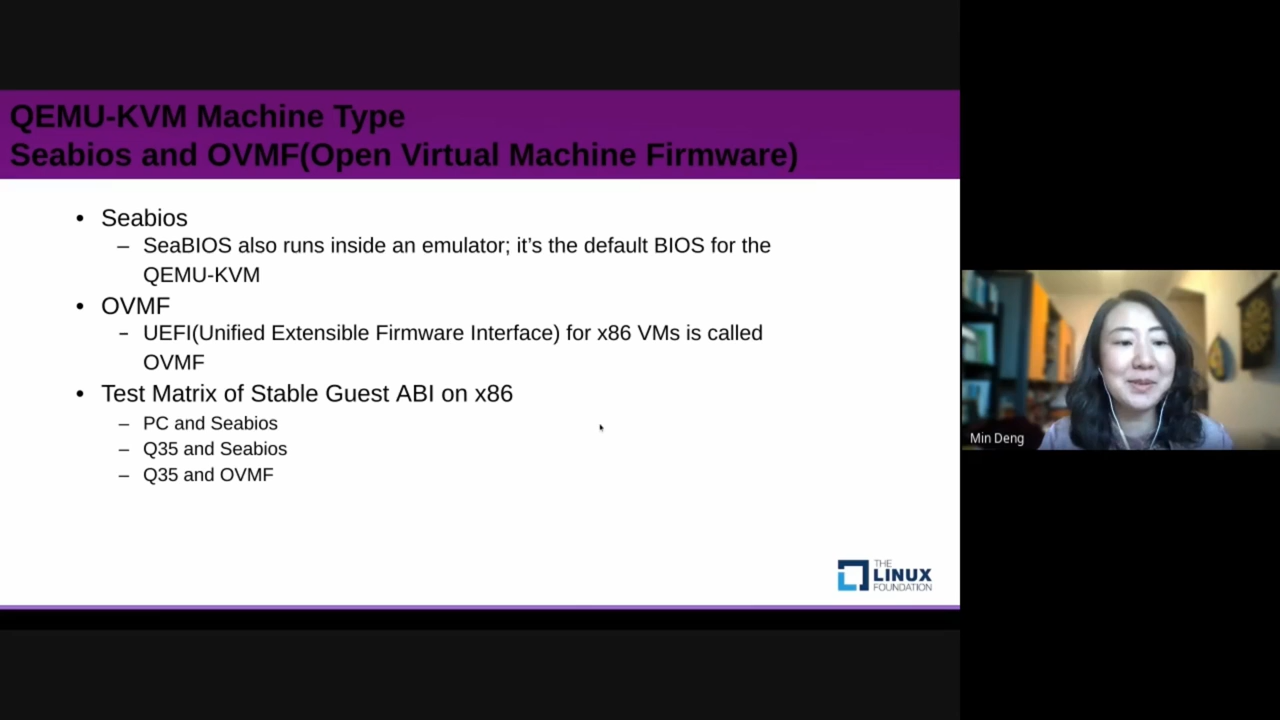 QEMU-KVM Machine Type
Seabios and OVMF(Open Virtual Machine Firmware)
• Seabios
– SeaBIOS also runs inside an emulator; it’s the default BIOS for the
QEMU-KVM
• OVMF
– UEFI(Unified Extensible Firmware Interface) for x86 VMs is called
OVMF
• Test Matrix of Stable Guest ABI on x86
– PC and Seabios
– Q35 and Seabios
– Q35 and OVMF
THE
LINUX
FOUNDATION
Min Deng